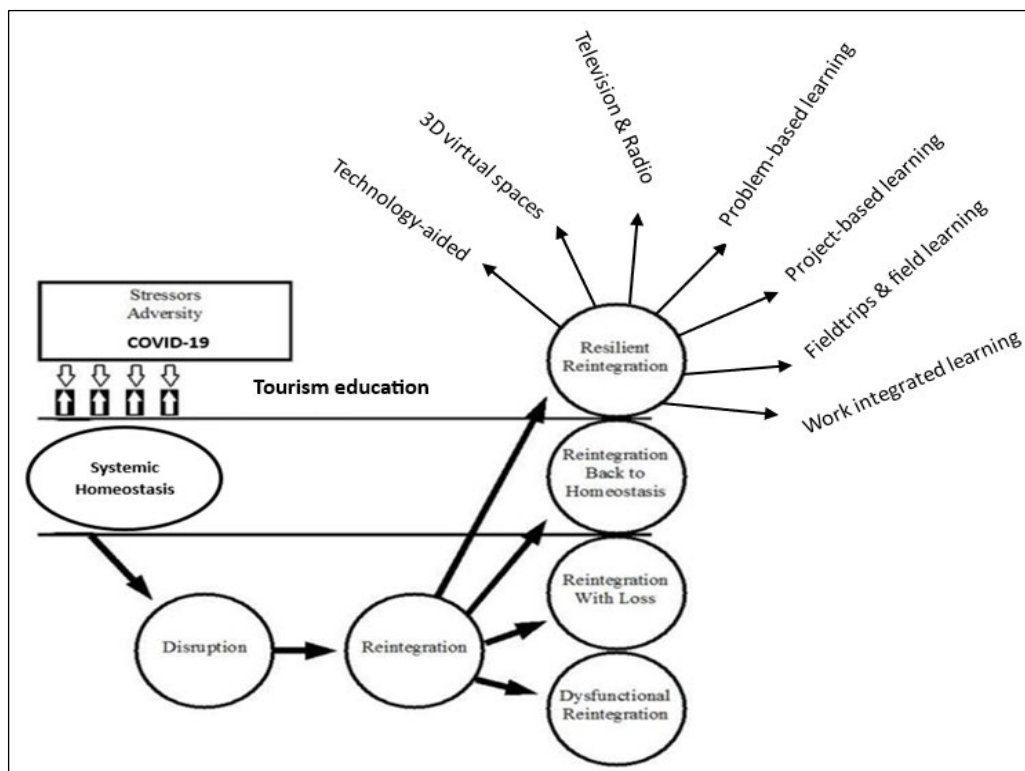 Technology-aided
3D virtual spaces
Television & Radio
Problem-based learning
Project-based learning
Fieldtrips & field learning
Work integrated learning
Stressors
Adversity
COVID-19
Tourism education
Resilient
Reintegration
Systemic
Homeostasis
Reintegration
Back to
Homeostasis
Reintegration
With Loss
Disruption
Reintegration
Dysfunctional
Reintegration